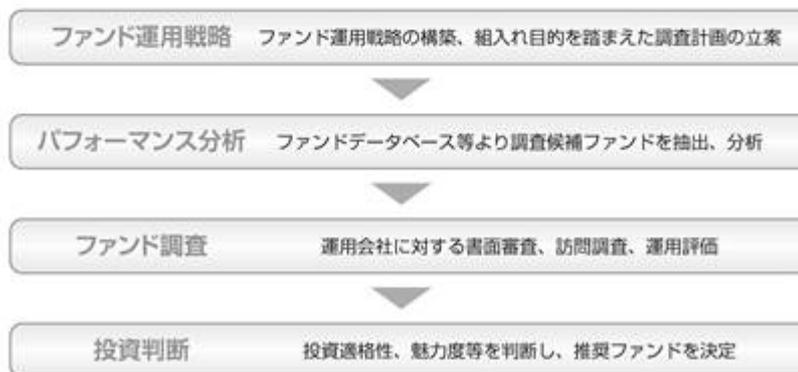 ファンド運用戦略 ファンド運用戦略の構築、組入れ目的を踏まえた調査計画の立案
パフォーマンス分析 ファンドデータベース等より調査候補ファンドを抽出、分析
ファンド調査 運用会社に対する書面審査、訪問調査、運用評価
投資判断 投資適格性、魅力度等を判断し、推奨ファンドを決定